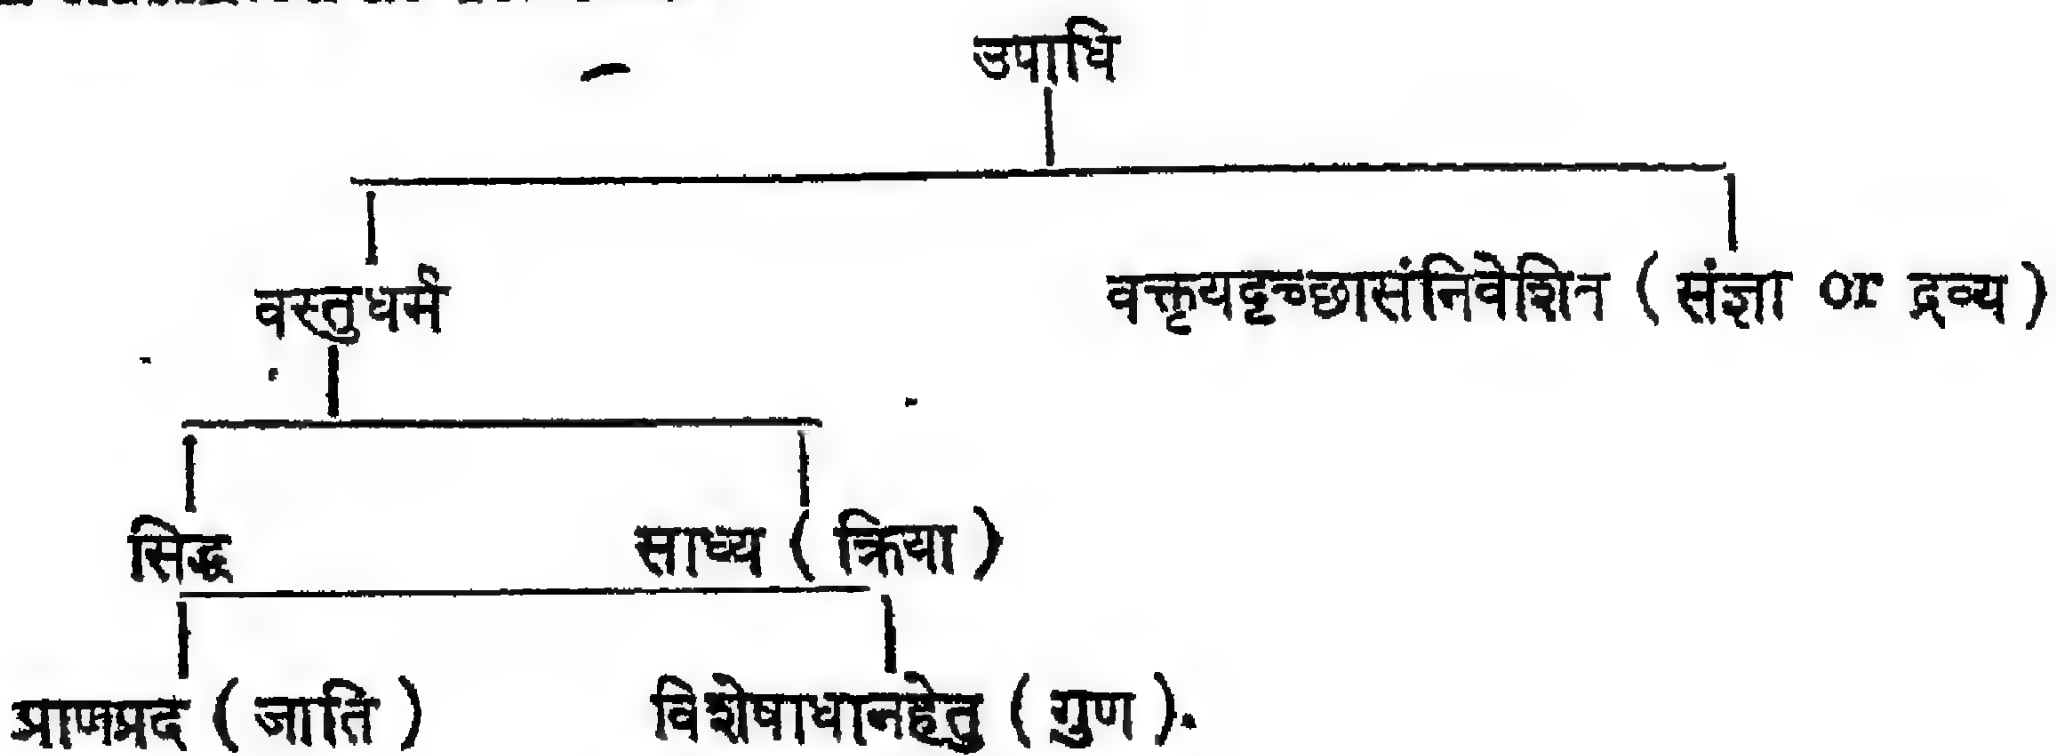 उपाधि
वस्तुधर्म वक्तृयदृच्छासंनिवेशित ( संज्ञा or द्रव्य )
सिद्ध साध्य ( क्रिया )
प्राणप्रद ( जाति ) विशेषाधानहेतु ( गुण ).